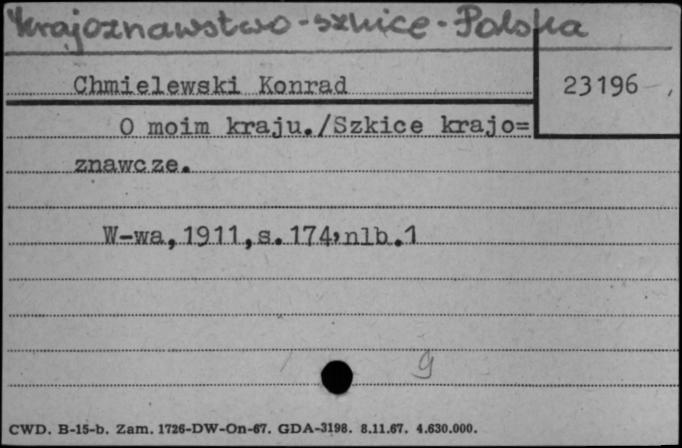 Krajoznawstwo - szkice - Polska
Chmielewski Konrad
23196
O moim kraju./Szkice krajo=
znawcze.
W-wa,1911,s.174,nlb.1
9
CWD. B-15-b. Zam. 1726-DW-On-67. GDA-3198. 8.11.67. 4.630.000.